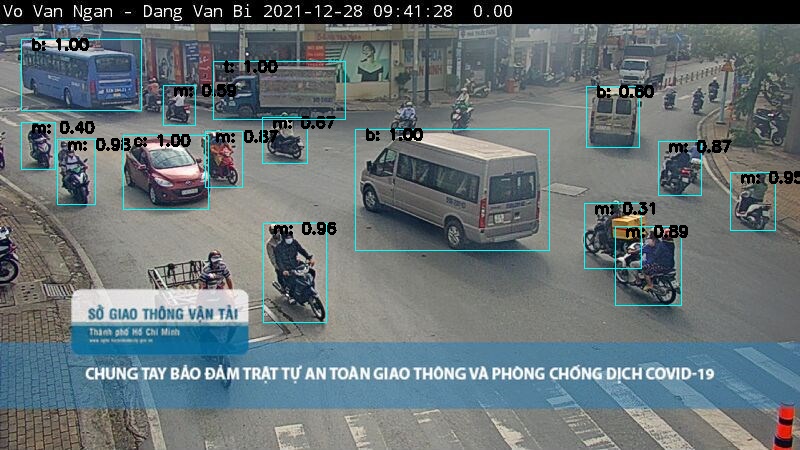 Vo Van Ngan - Dang Van Bi 2021-12-28 09:41:28 0.00
b: 1.00
t: 1.00
m: 0.59
b: 0.60
m: 0.40
m: 0.93
c: 1.00
m: 0.87
m: 0.67
b: 1.00
m: 0.87
m: 0.95
m: 0.31
m: 0.89
m: 0.96
SỞ GIAO THÔNG VẬN TẢI
Thành phố Hồ Chí Minh
CHUNG TAY BẢO ĐẢM TRẬT TỰ AN TOÀN GIAO THÔNG VÀ PHÒNG CHỐNG DỊCH COVID-19